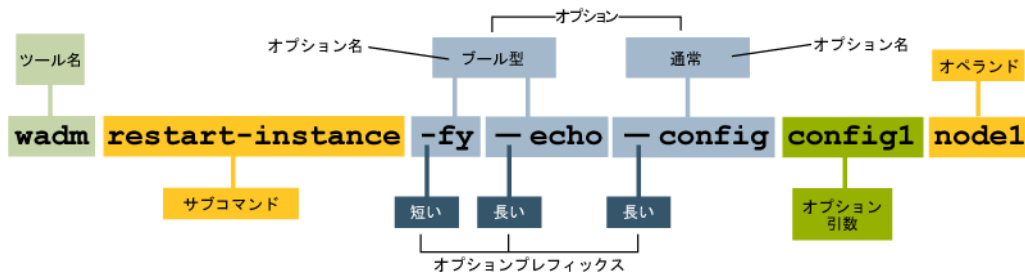 オプション
オプション名
オプション名
ツール名
ブール型
通常
オペランド
wadm restart-instance -fy —echo —config config1 node1
サブコマンド
短い
長い
長い
オプション
引数
オプションプレフィックス